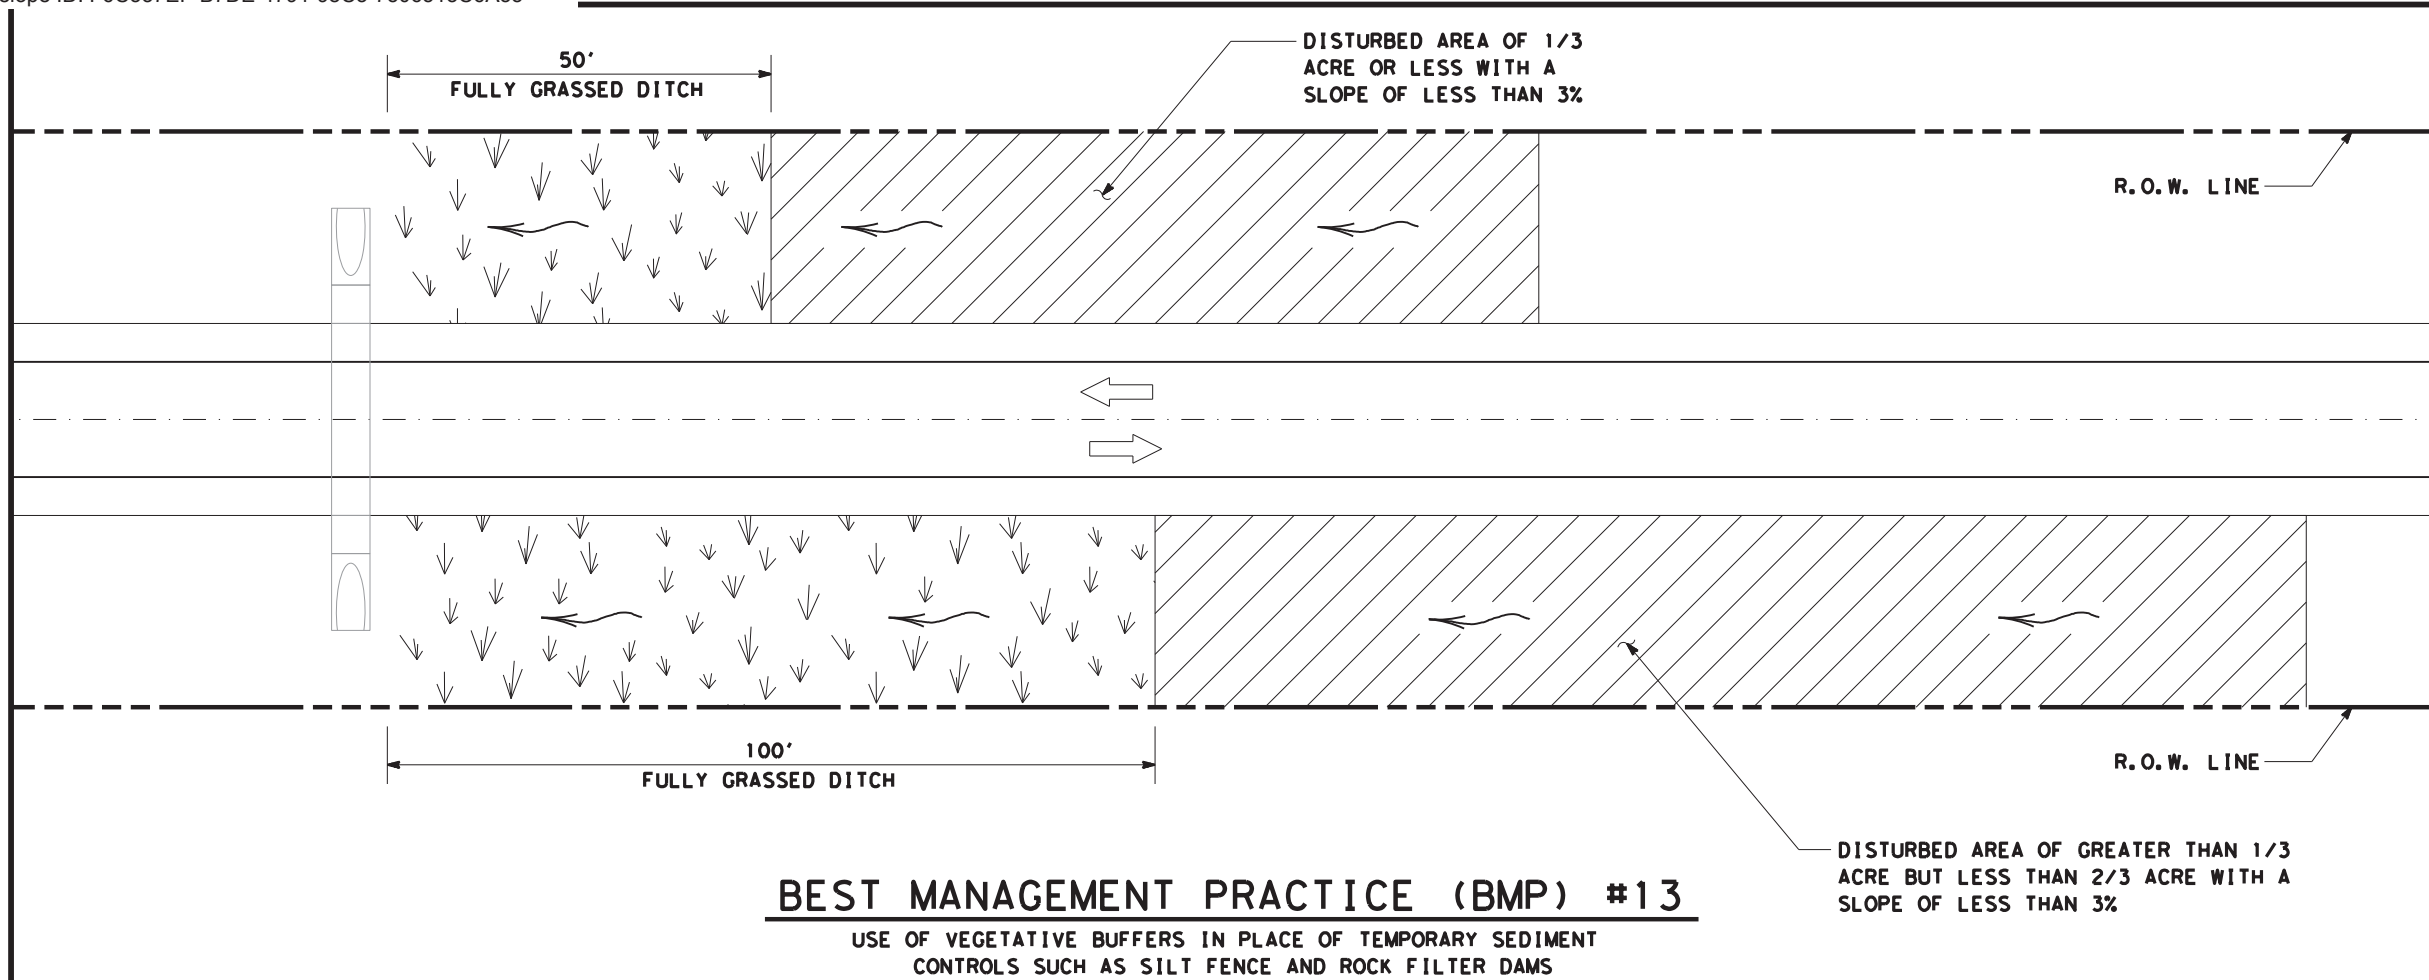 50'
FULLY GRASSED DITCH
DISTURBED AREA OF 1/3
ACRE OR LESS WITH A
SLOPE OF LESS THAN 3%
R.O.W. LINE
100'
FULLY GRASSED DITCH
R.O.W. LINE
DISTURBED AREA OF GREATER THAN 1/3
ACRE BUT LESS THAN 2/3 ACRE WITH A
SLOPE OF LESS THAN 3%
BEST MANAGEMENT PRACTICE (BMP) #13
USE OF VEGETATIVE BUFFERS IN PLACE OF TEMPORARY SEDIMENT
CONTROLS SUCH AS SILT FENCE AND ROCK FILTER DAMS